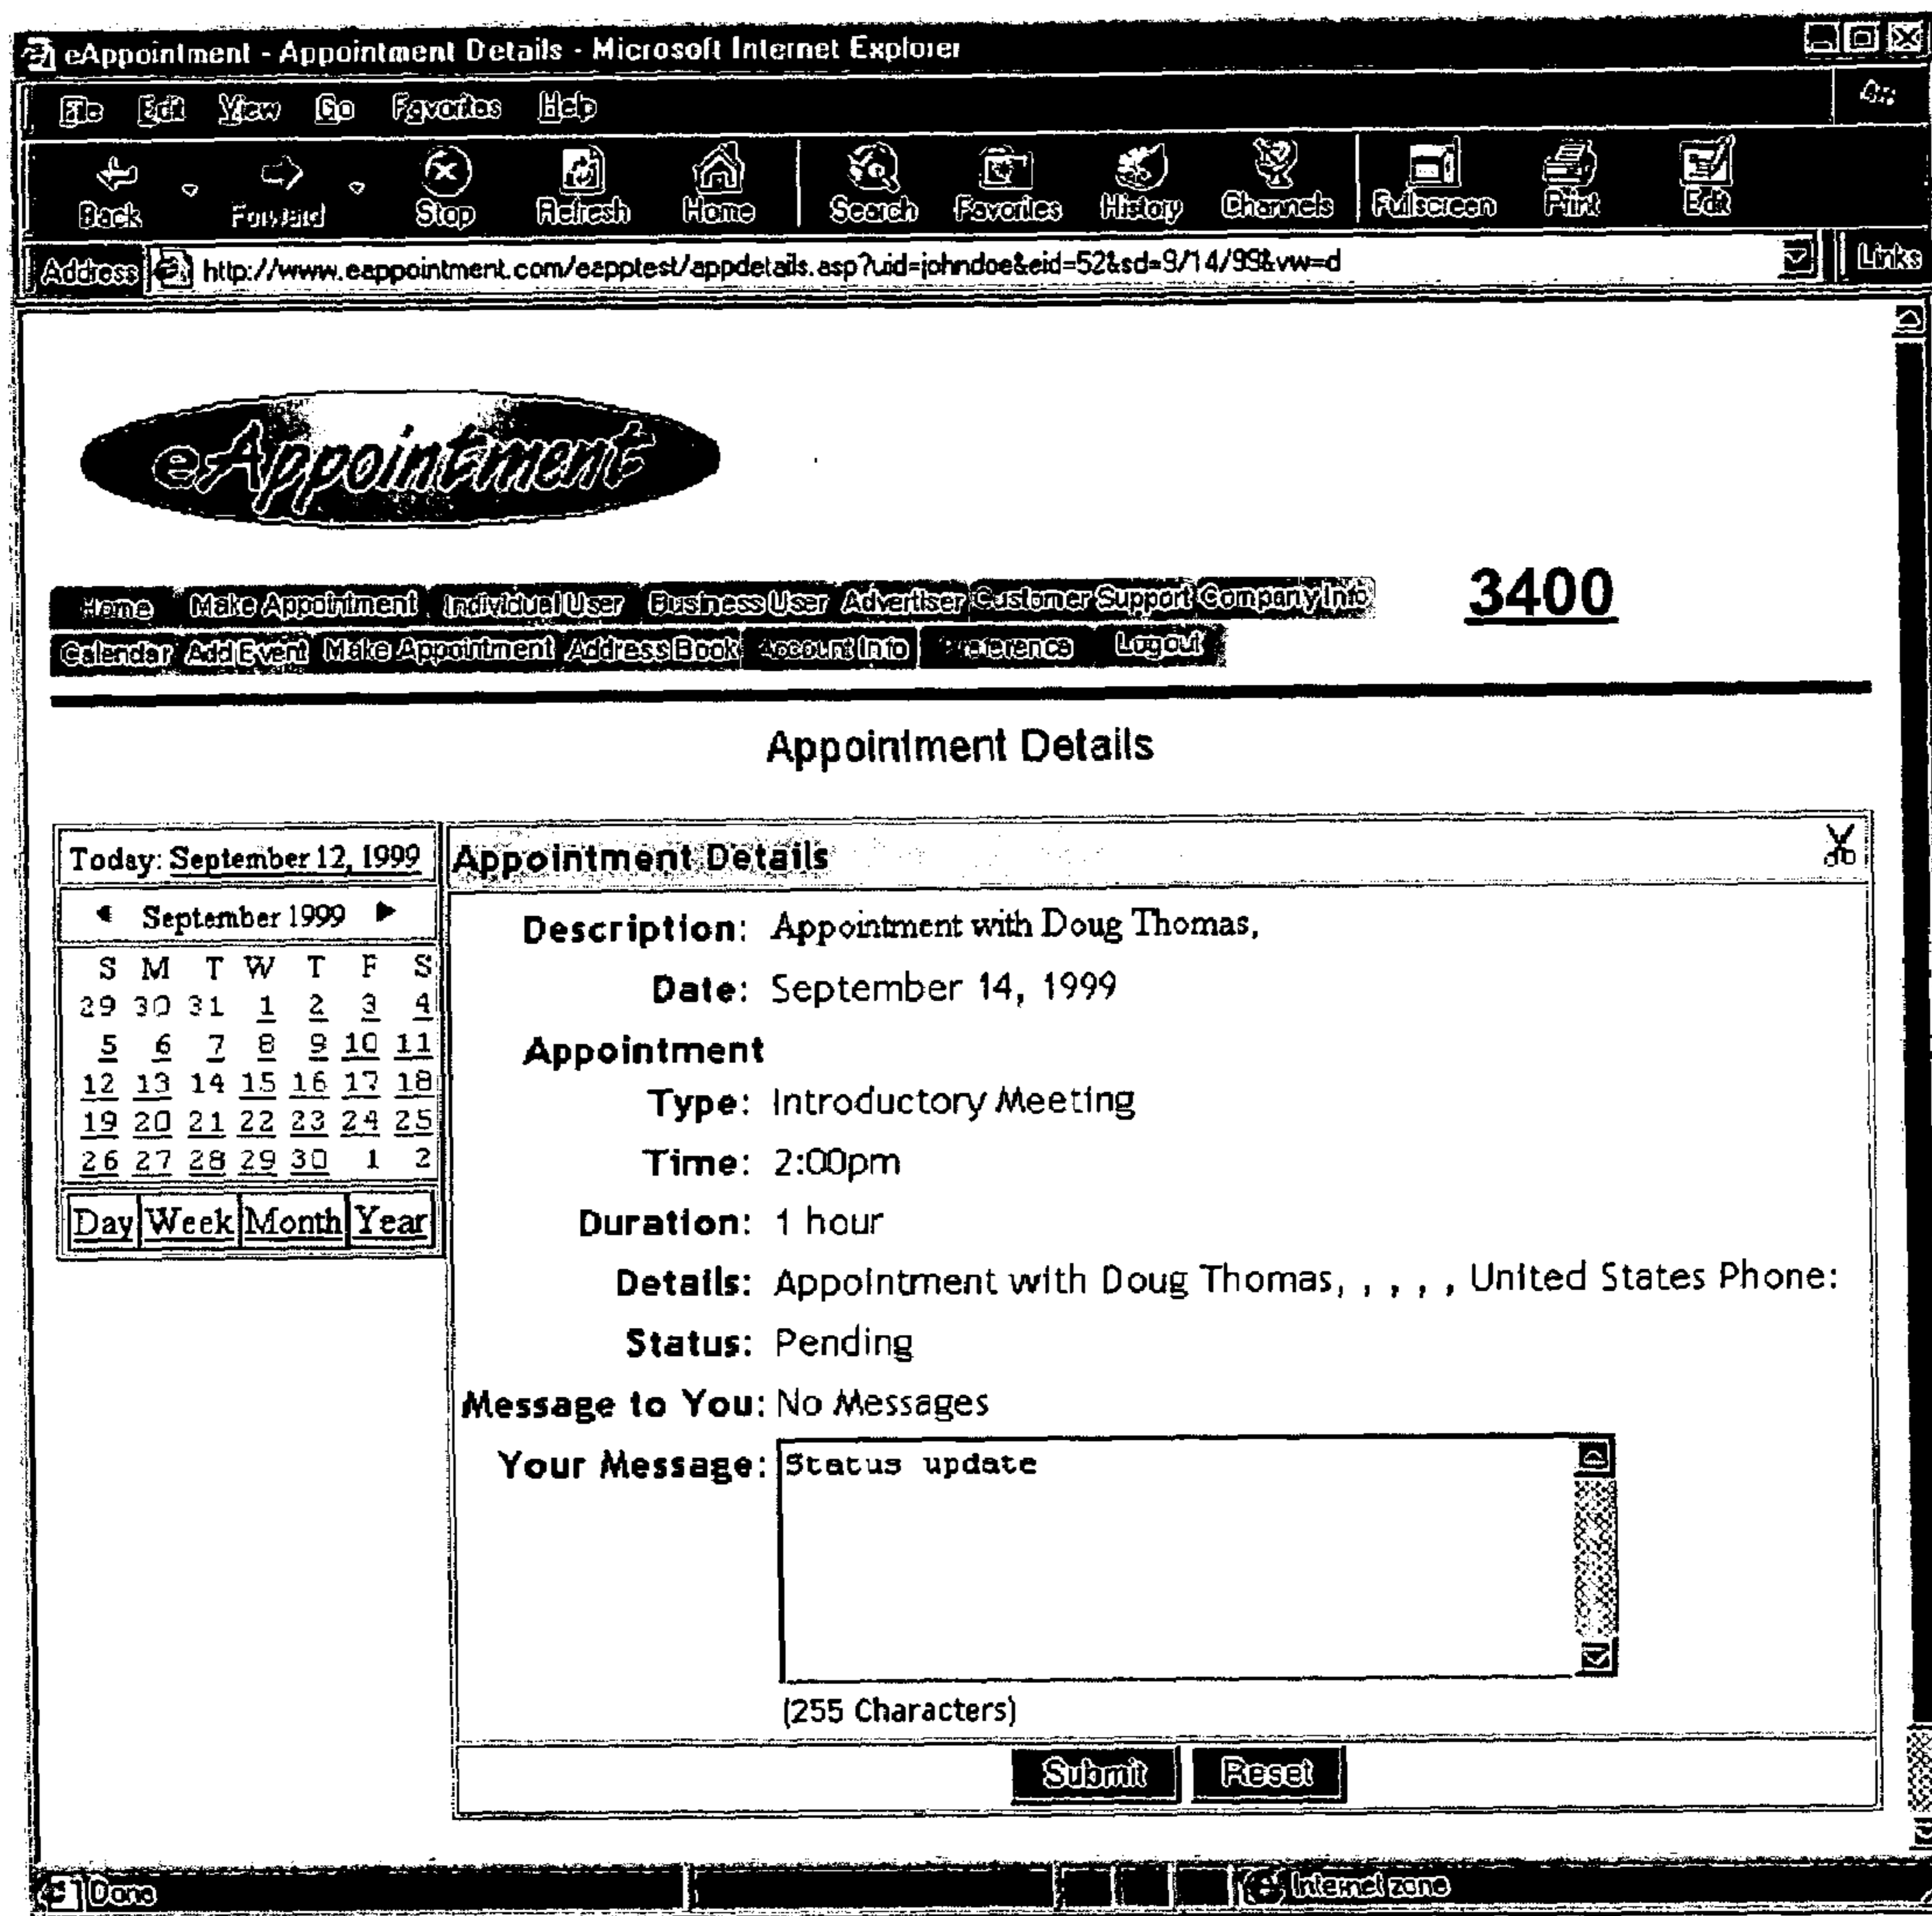 eAppointment - Appointment Details - Microsoft Internet Explorer
File Edit View Go Favorites Help
Back Forward Stop Refresh Home Search Favorites History Channels Fullscreen Print Edit
Address http://www.eappointment.com/eapptest/appdetails.asp?uid=johndoe&eid=52&sd=9/14/99&vw=d Links
eAppointment
Home Make Appointment Individual User Business User Advertiser Customer Support Company Info
3400
Calendar Add Event Make Appointment Address Book Account Info Preference Logout
Appointment Details
Today: September 12, 1999
September 1999
S M T W T F S
29 30 31 1 2 3 4
5 6 7 8 9 10 11
12 13 14 15 16 17 18
19 20 21 22 23 24 25
26 27 28 29 30 1 2
Day Week Month Year
Appointment Details
Description: Appointment with Doug Thomas,
Date: September 14, 1999
Appointment
Type: Introductory Meeting
Time: 2:00pm
Duration: 1 hour
Details: Appointment with Doug Thomas, , , , , United States Phone:
Status: Pending
Message to You: No Messages
Your Message: Status update
(255 Characters)
Submit Reset
Done Internet zone